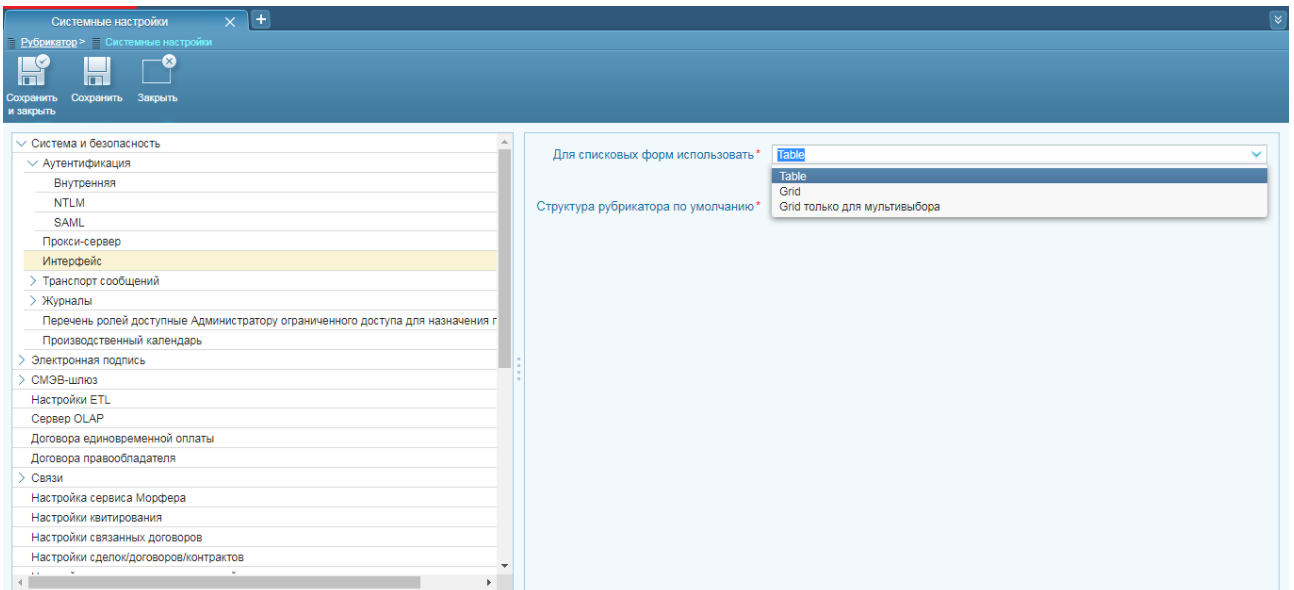 Системные настройки
Рубрикатор > Системные настройки
Сохранить и закрыть
Сохранить
Закрыть
Система и безопасность
Аутентификация
Внутренняя
NTLM
SAML
Прокси-сервер
Интерфейс
Транспорт сообщений
Журналы
Перечень ролей доступные Администратору ограниченного доступа для назначения г
Производственный календарь
Электронная подпись
СМЭВ-шлюз
Настройки ETL
Сервер OLAP
Договора единовременной оплаты
Договора правообладателя
Связи
Настройка сервиса Морфера
Настройки квитирования
Настройки связанных договоров
Настройки сделок/договоров/контрактов
Для списковых форм использовать*
Table
Table
Grid
Grid только для мультивыбора
Структура рубрикатора по умолчанию*